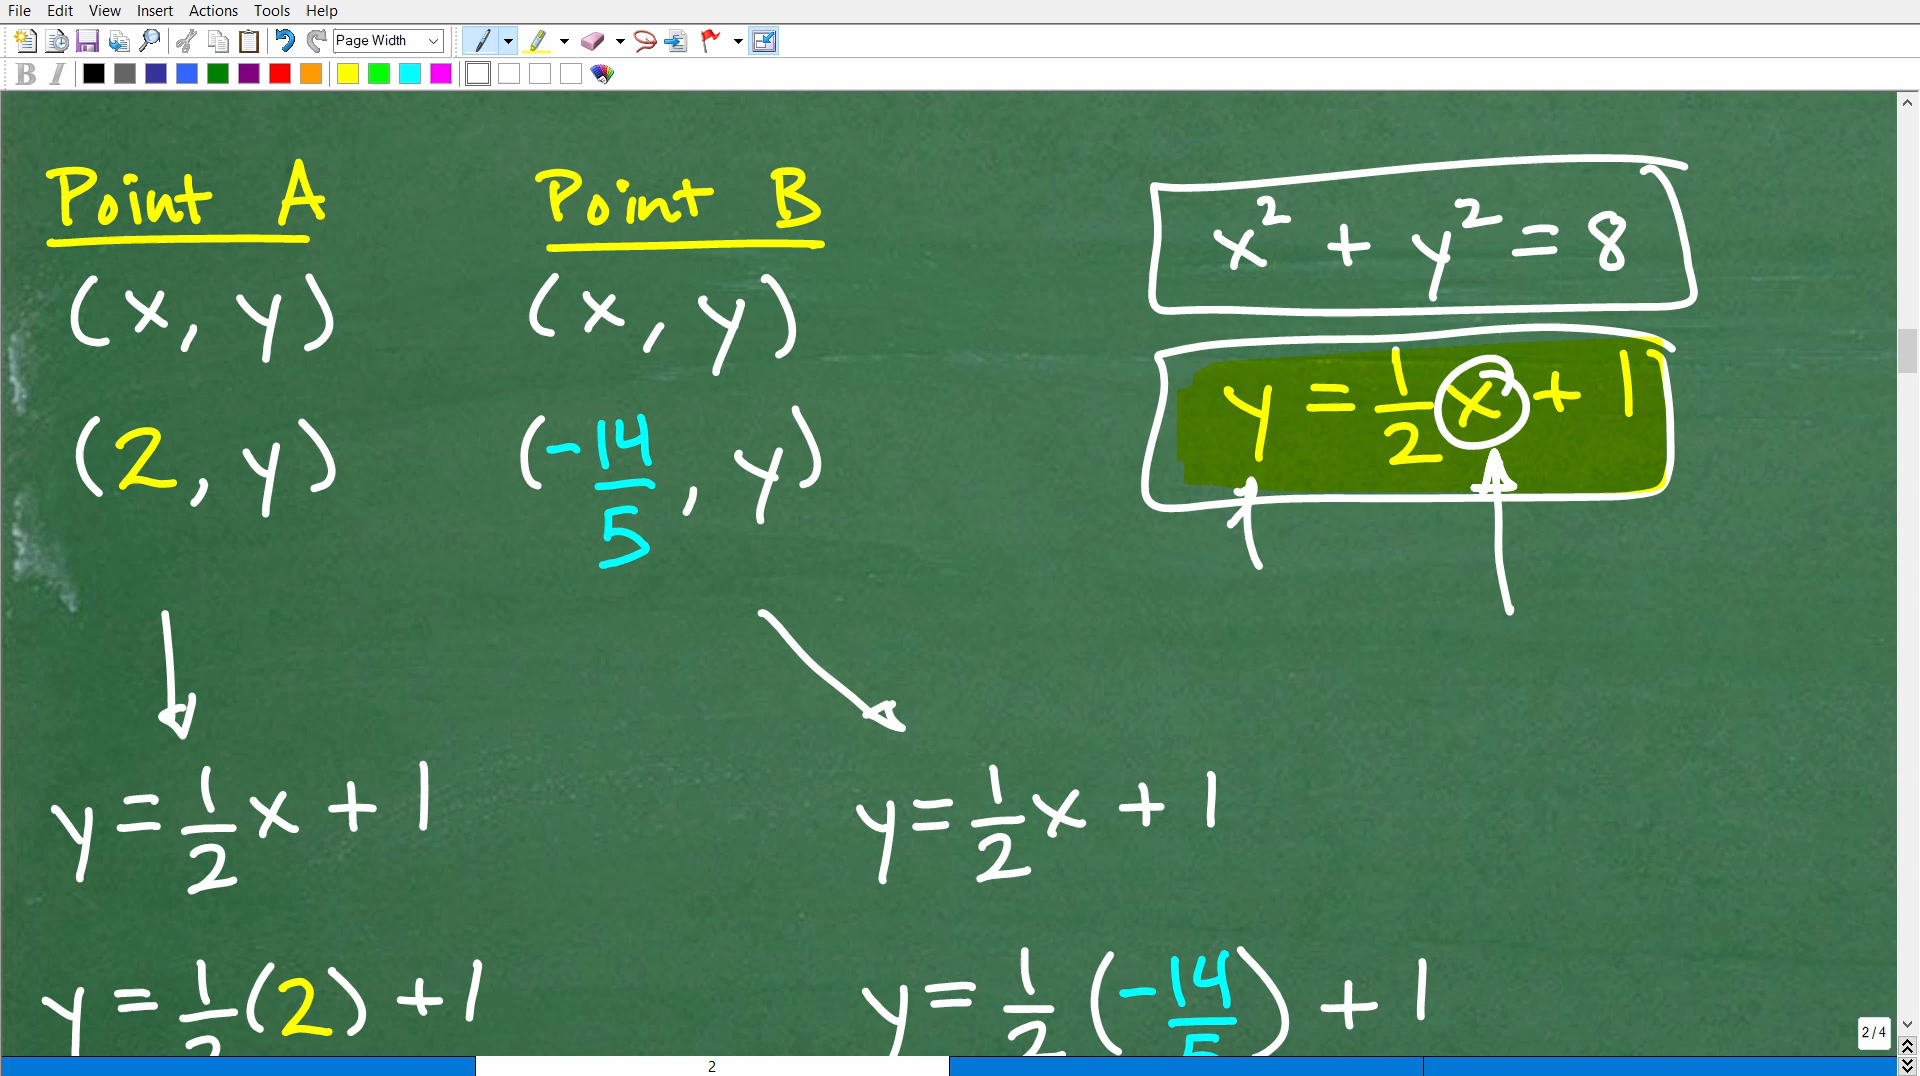 File Edit View Insert Actions Tools Help
Page Width
B I
Point A Point B
(x, y) (x, y)
(2, y) (-14/5, y)
x² + y² = 8
y = 1/2 x + 1
y = 1/2 x + 1 y = 1/2 x + 1
y = 1/2 (2) + 1 y = 1/2 (-14/5) + 1
2/4
2